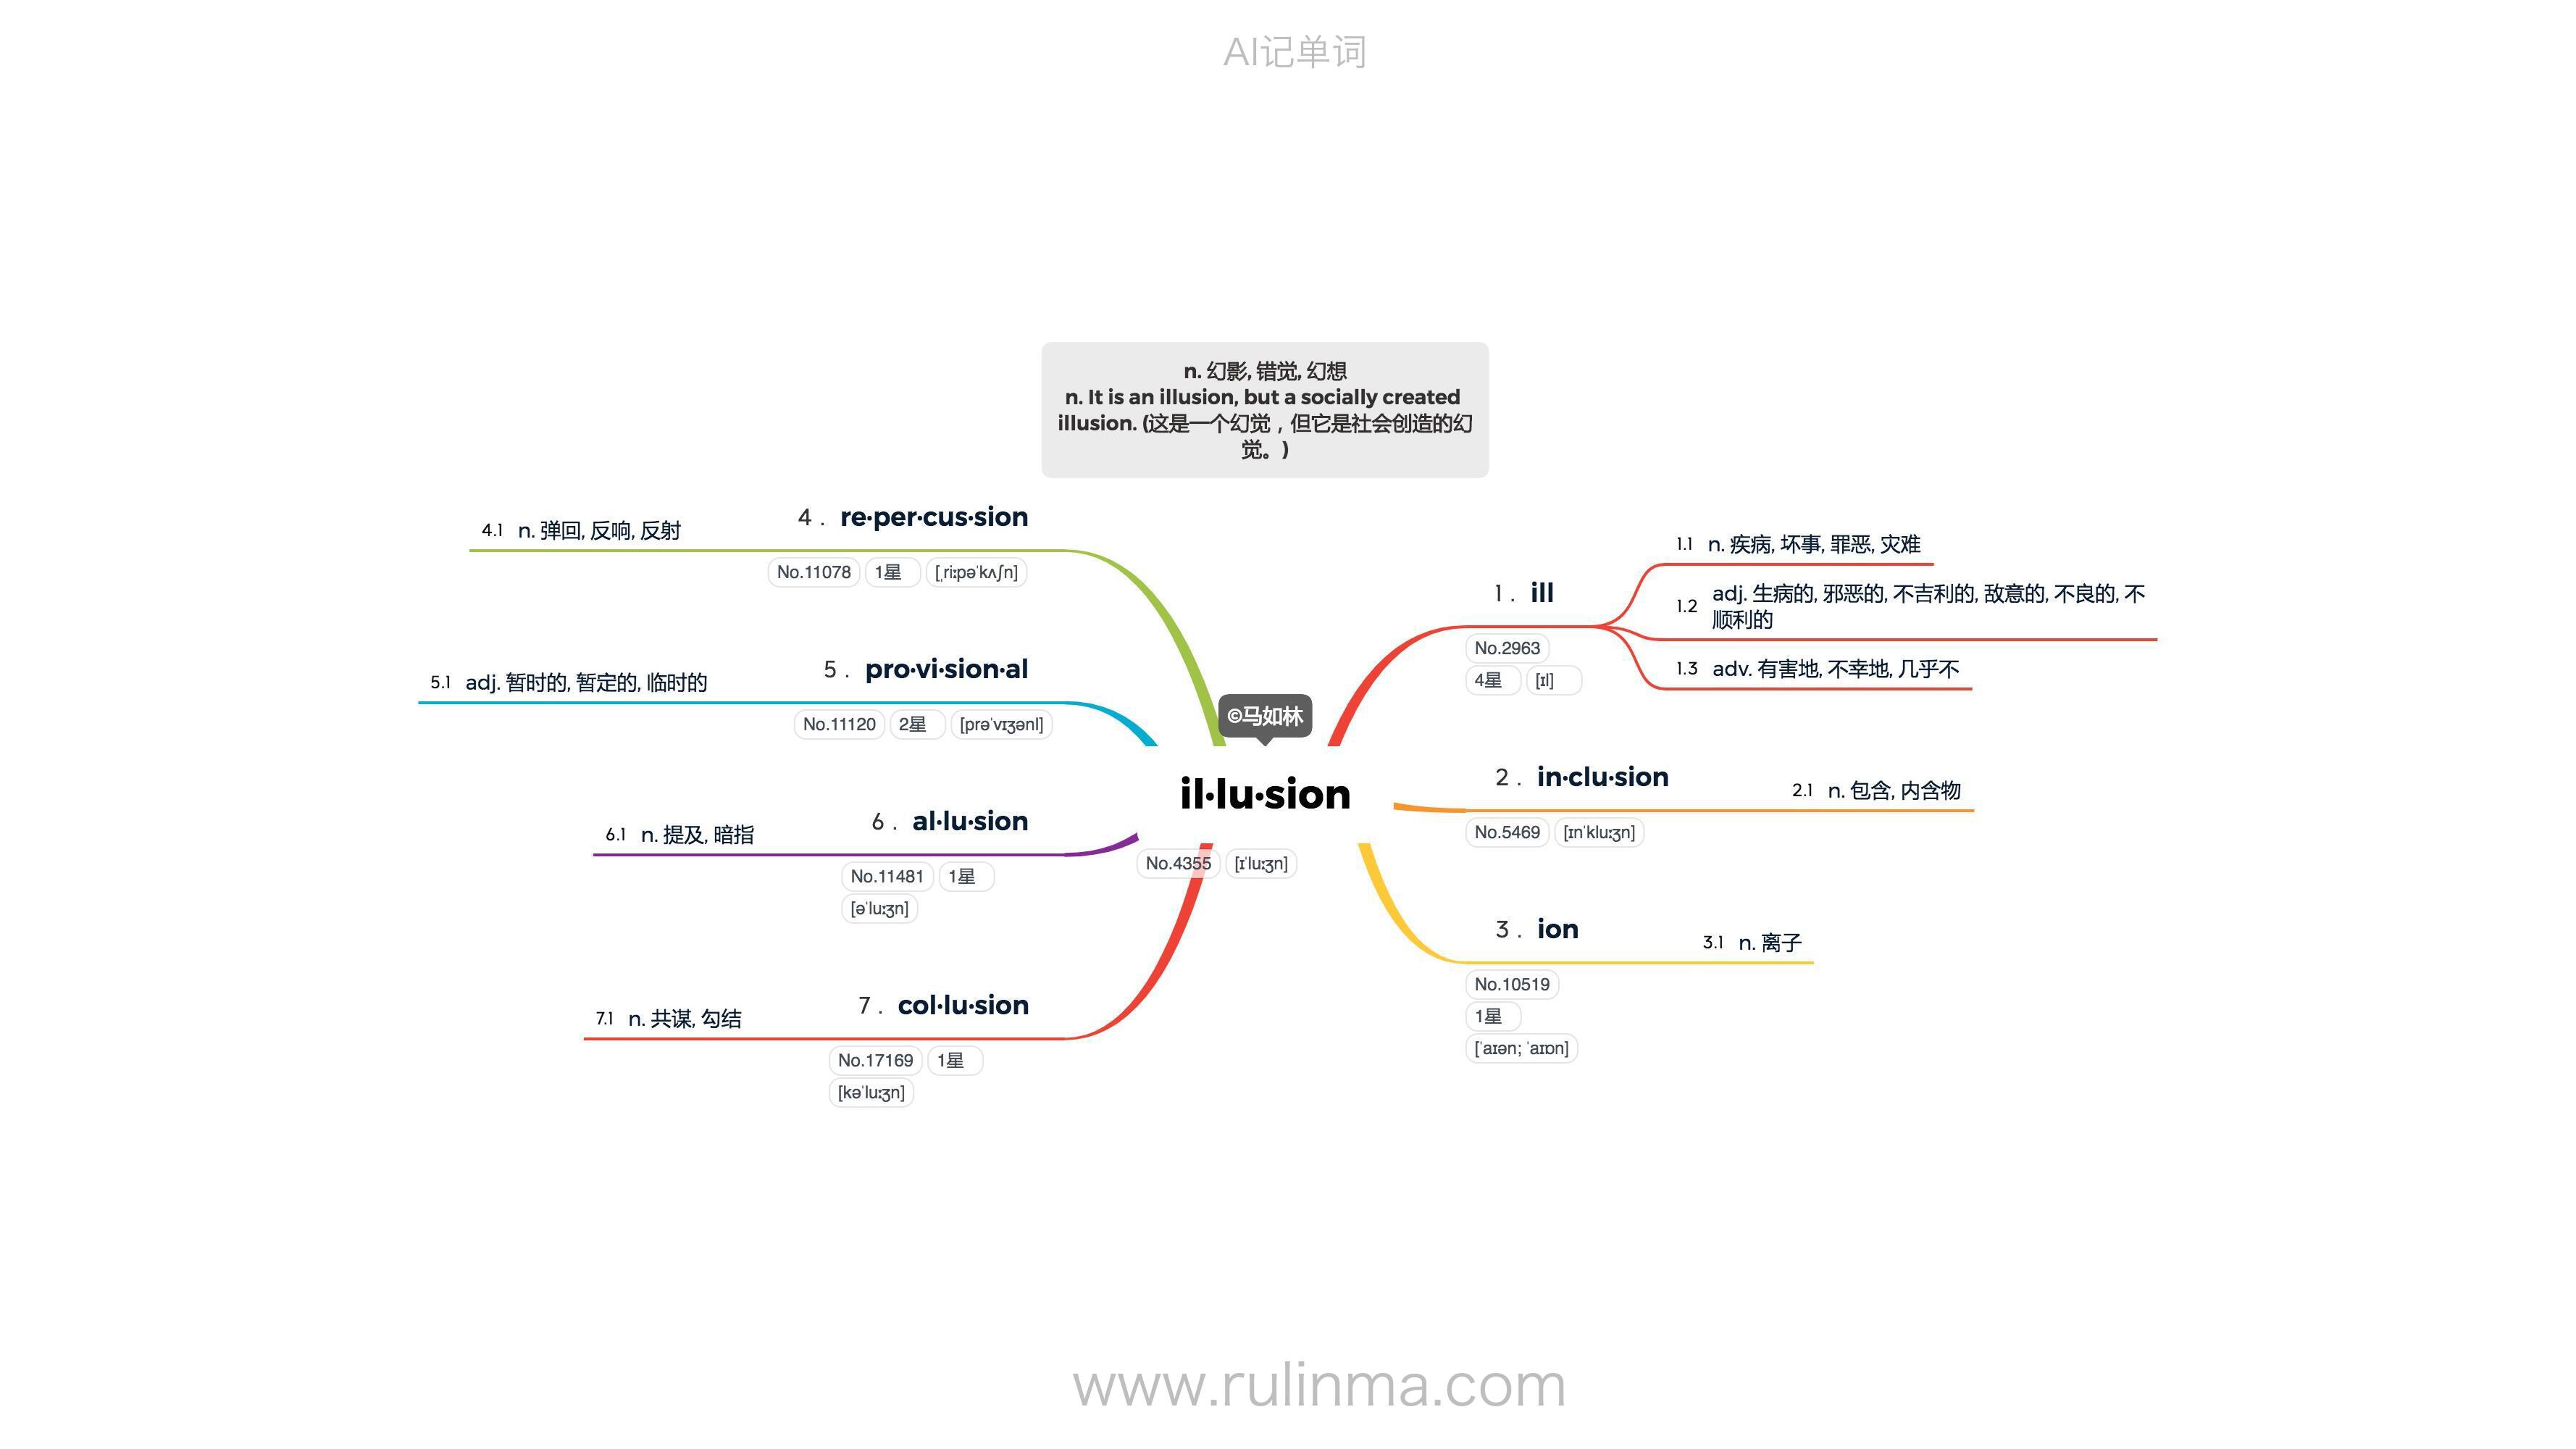 AI记单词
n. 幻影, 错觉, 幻想
n. It is an illusion, but a socially created
illusion. (这是一个幻觉，但它是社会创造的幻
觉。)
©马如林
il·lu·sion
No.4355 [ɪˈluːʒn]
1. ill
No.2963
4星 [ɪl]
1.1 n. 疾病, 坏事, 罪恶, 灾难
1.2 adj. 生病的, 邪恶的, 不吉利的, 敌意的, 不良的, 不
顺利的
1.3 adv. 有害地, 不幸地, 几乎不
2. in·clu·sion
No.5469 [ɪnˈkluːʒn]
2.1 n. 包含, 内含物
3. ion
No.10519
1星
[ˈaɪən; ˈaɪɒn]
3.1 n. 离子
4. re·per·cus·sion
No.11078 1星 [ˌriːpəˈkʌʃn]
4.1 n. 弹回, 反响, 反射
5. pro·vi·sion·al
No.11120 2星 [prəˈvɪʒənl]
5.1 adj. 暂时的, 暂定的, 临时的
6. al·lu·sion
No.11481 1星
[əˈluːʒn]
6.1 n. 提及, 暗指
7. col·lu·sion
No.17169 1星
[kəˈluːʒn]
7.1 n. 共谋, 勾结
www.rulinma.com